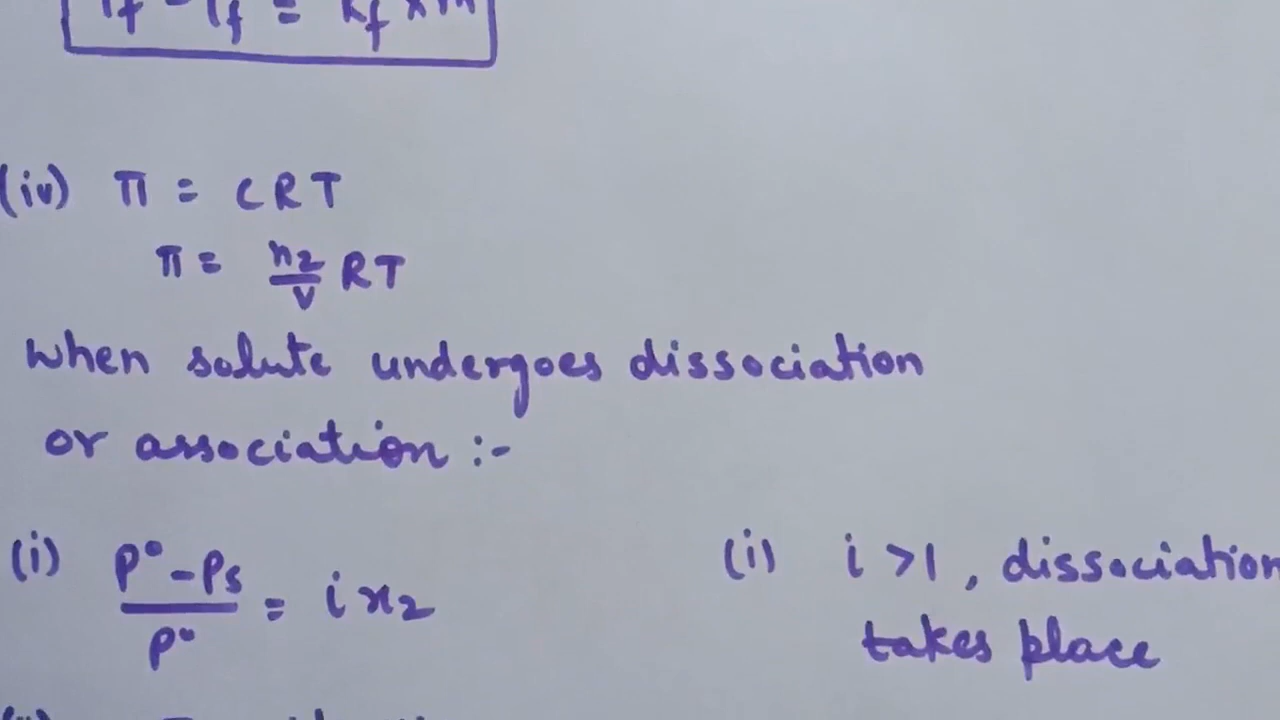 (iv) π = CRT
π = n₂/V RT
when solute undergoes dissociation
or association :-
(i) P° - Ps / P° = i x₂
(i) i >1, dissociation
takes place